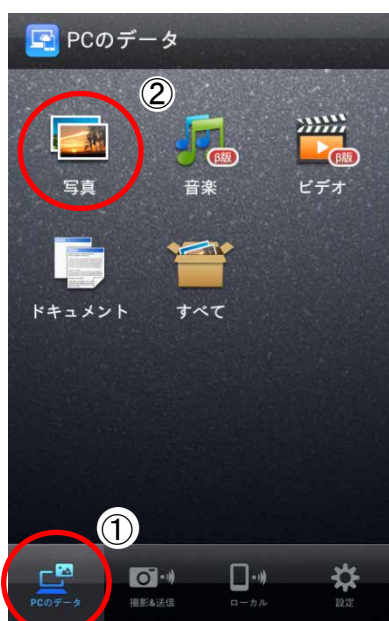 PCのデータ
②
β版
β版
写真
音楽
ビデオ
ドキュメント
すべて
①
PCのデータ
撮影&送信
ローカル
設定